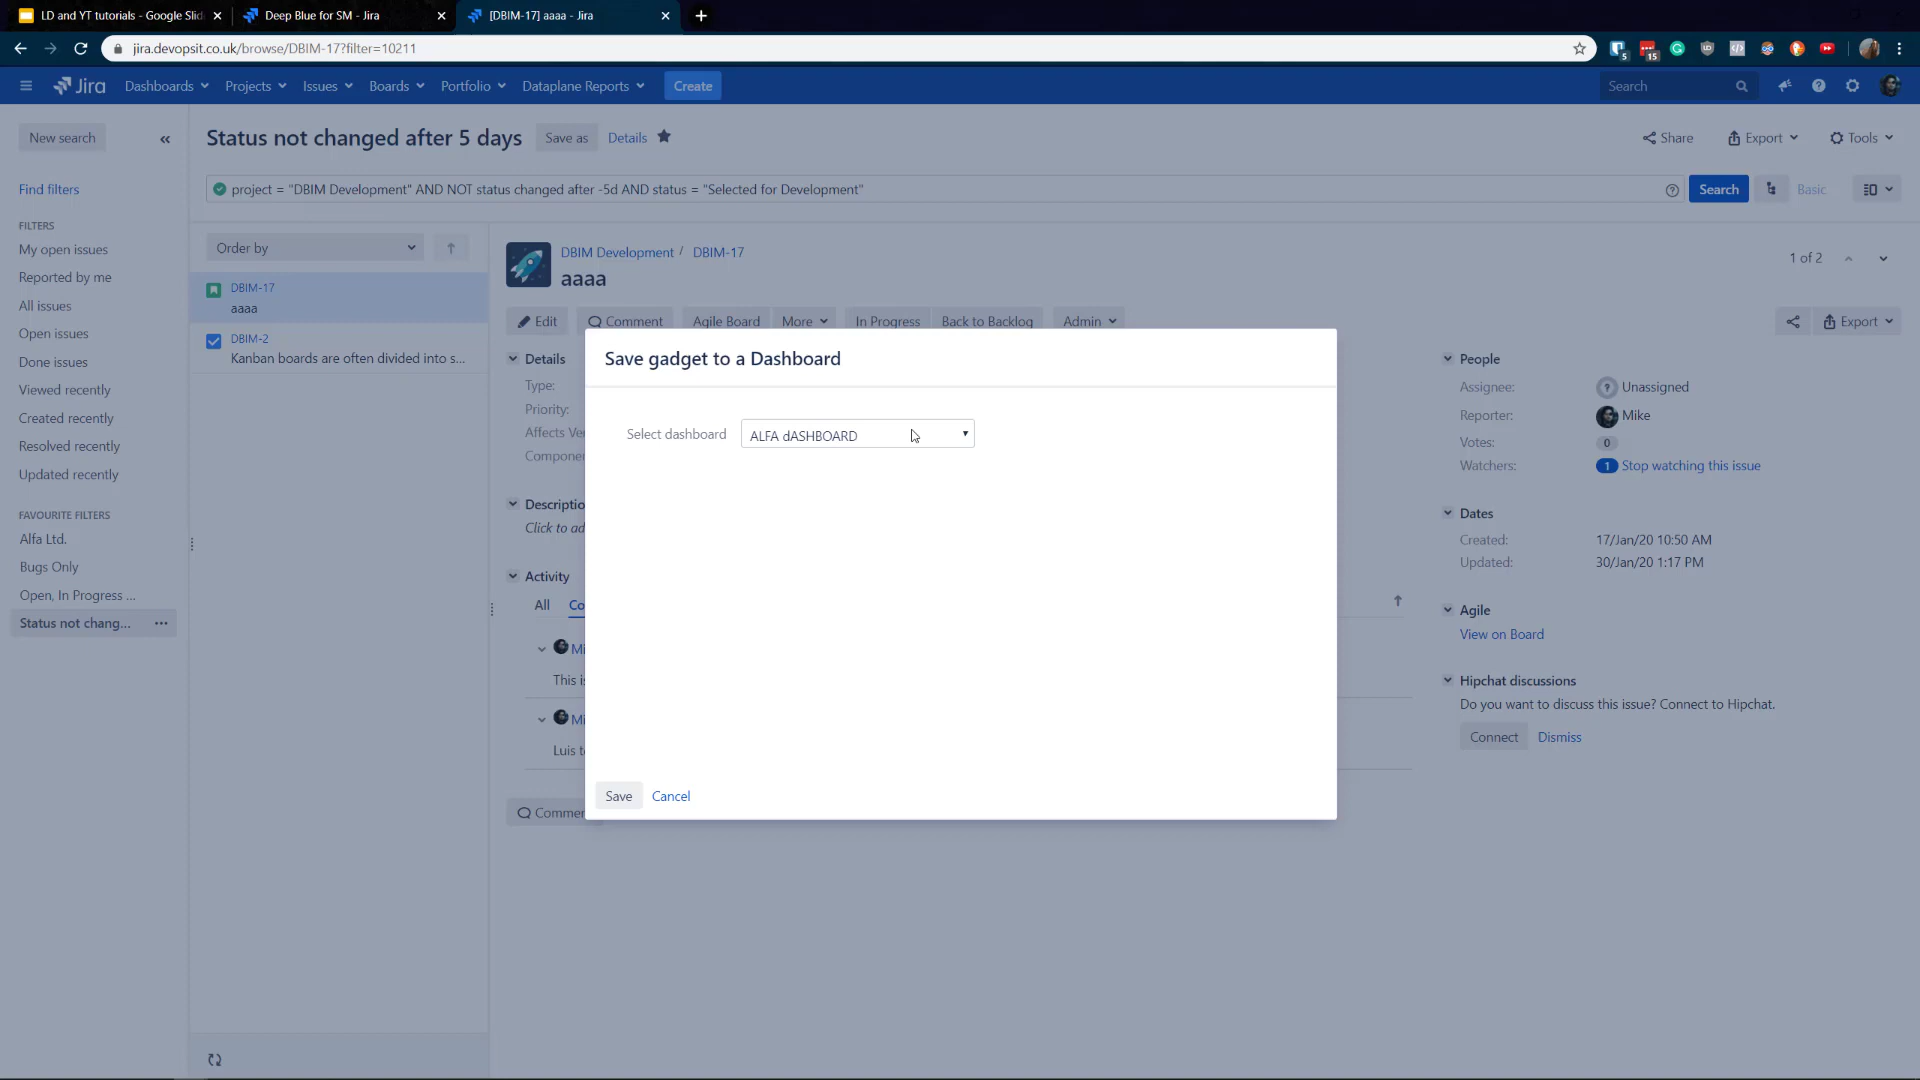 LD and YT tutorials - Google Slid
Deep Blue for SM - Jira
[DBIM-17] aaaa - Jira
jira.devopsit.co.uk/browse/DBIM-17?filter=10211
5
15
Jira
Dashboards
Projects
Issues
Boards
Portfolio
Dataplane Reports
Create
Search
New search
Status not changed after 5 days
Save as
Details
Share
Export
Tools
Find filters
project = "DBIM Development" AND NOT status changed after -5d AND status = "Selected for Development"
Search
Basic
FILTERS
My open issues
Reported by me
All issues
Open issues
Done issues
Viewed recently
Created recently
Resolved recently
Updated recently
FAVOURITE FILTERS
Alfa Ltd.
Bugs Only
Open, In Progress ...
Status not chang...
Order by
DBIM-17
aaaa
DBIM-2
Kanban boards are often divided into s...
DBIM Development / DBIM-17
aaaa
1 of 2
Edit
Comment
Agile Board
More
In Progress
Back to Backlog
Admin
Export
Details
Type:
Priority:
Affects Ve
Componen
Descriptio
Click to ad
Activity
All
Co
Mi
This i
Mi
Luis t
Comme
Save gadget to a Dashboard
Select dashboard
ALFA dASHBOARD
Save
Cancel
People
Assignee:
Unassigned
Reporter:
Mike
Votes:
0
Watchers:
1 Stop watching this issue
Dates
Created:
17/Jan/20 10:50 AM
Updated:
30/Jan/20 1:17 PM
Agile
View on Board
Hipchat discussions
Do you want to discuss this issue? Connect to Hipchat.
Connect
Dismiss